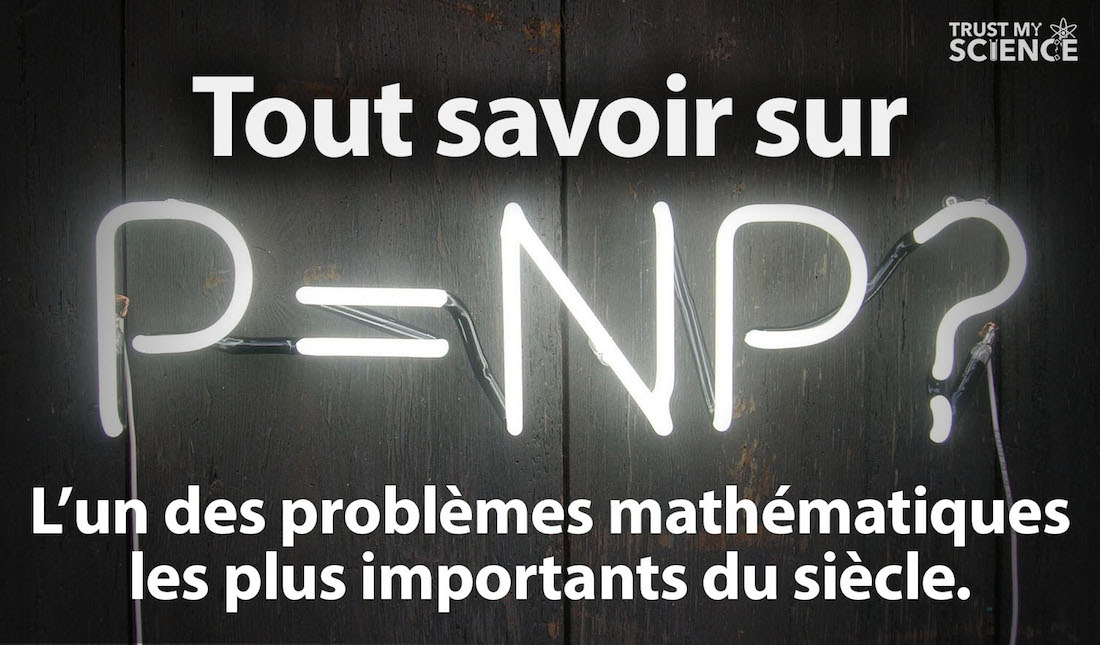 TRUST MY
SCIENCE
Tout savoir sur
P=NP?
L’un des problèmes mathématiques
les plus importants du siècle.